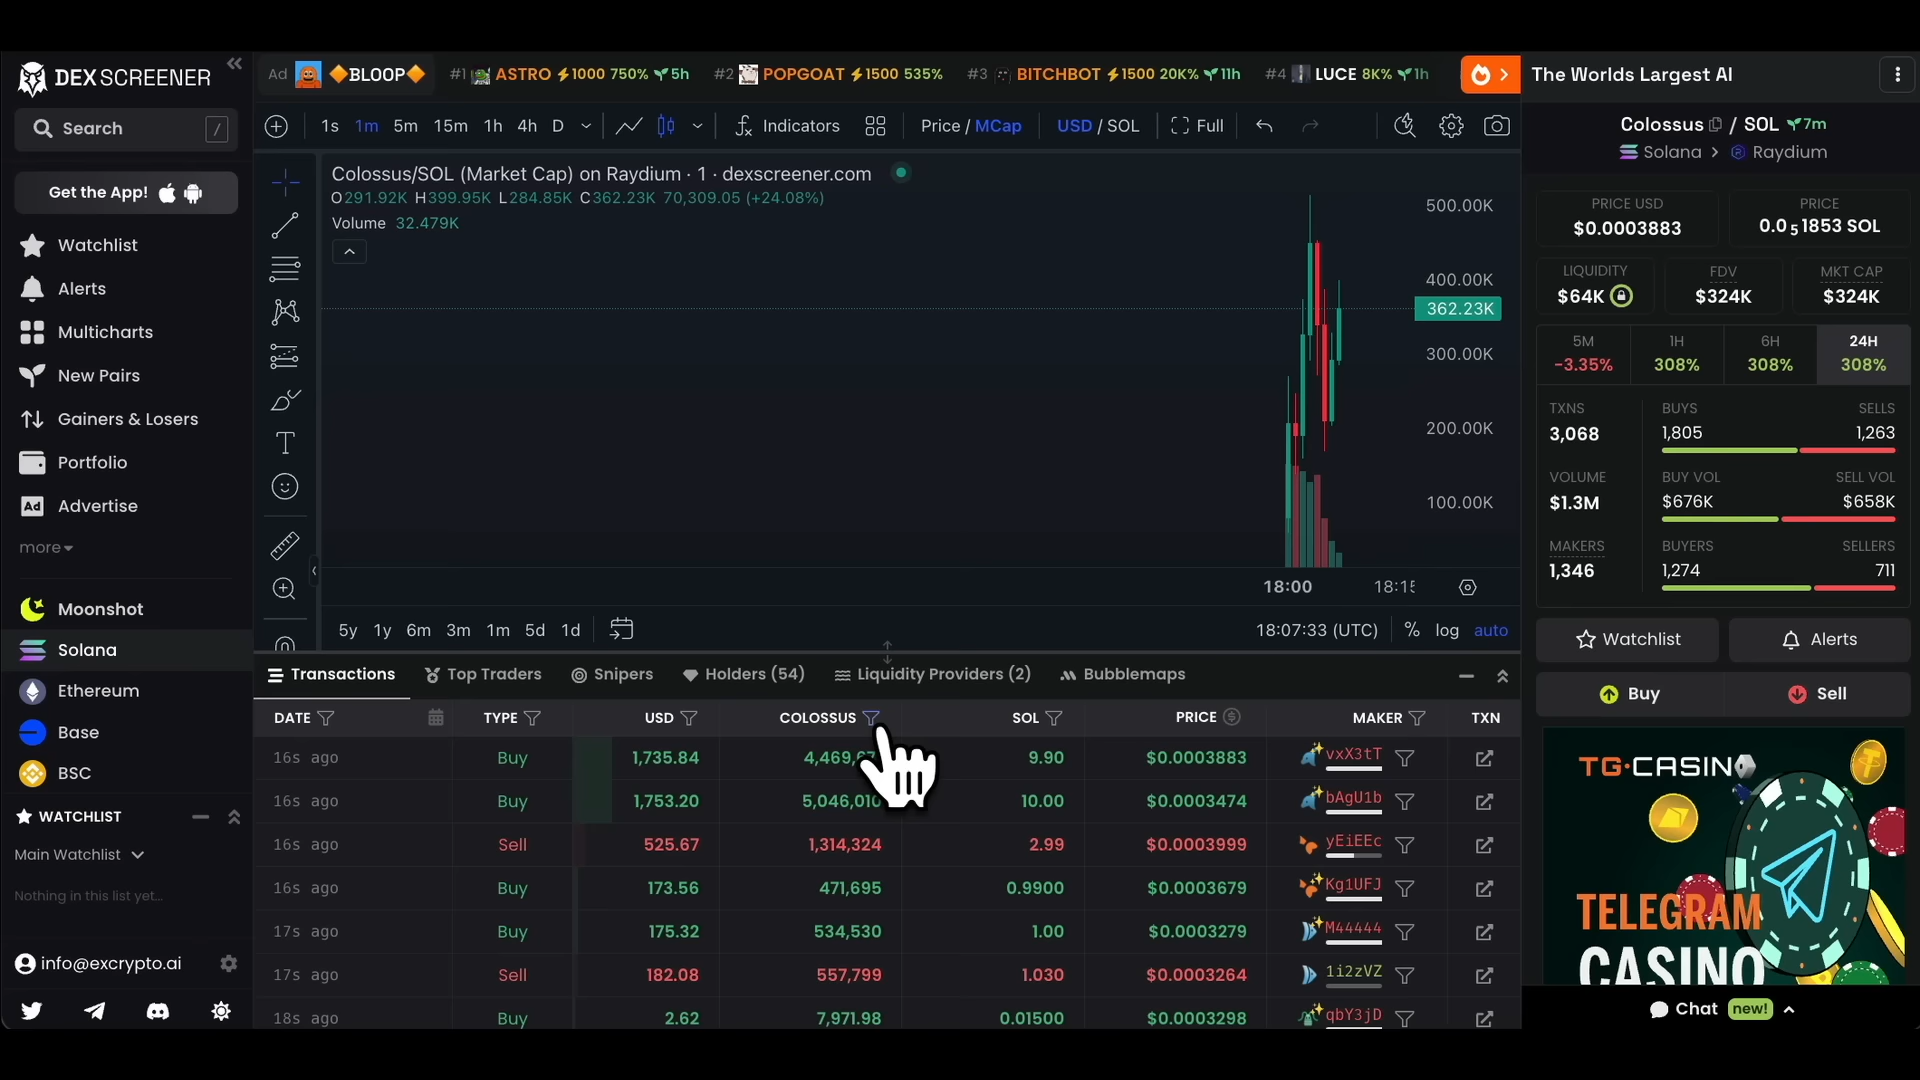 DEX SCREENER
Search /
Get the App!
Watchlist
Alerts
Multicharts
New Pairs
Gainers & Losers
Portfolio
Ad Advertise
more
Moonshot
Solana
Ethereum
Base
BSC
WATCHLIST
Main Watchlist
Nothing in this list yet...
info@excrypto.ai
Ad BLOOP #1 ASTRO 1000 750% 5h #2 POPGOAT 1500 535% #3 BITCHBOT 1500 20K% 11h #4 LUCE 8K% 1h
1s 1m 5m 15m 1h 4h D Indicators Price / MCap USD / SOL Full
Colossus/SOL (Market Cap) on Raydium · 1 · dexscreener.com
O291.92K H399.95K L284.85K C362.23K 70,309.05 (+24.08%)
Volume 32.479K
500.00K
400.00K
362.23K
300.00K
200.00K
100.00K
18:00 18:15
5y 1y 6m 3m 1m 5d 1d 18:07:33 (UTC) % log auto
Transactions Top Traders Snipers Holders (54) Liquidity Providers (2) Bubblemaps
DATE TYPE USD COLOSSUS SOL PRICE MAKER TXN
16s ago Buy 1,735.84 9.90 $0.0003883 vxX3tT
16s ago Buy 1,753.20 5,046,010 10.00 $0.0003474 bAgU1b
16s ago Sell 525.67 1,314,324 2.99 $0.0003999 yEiEEc
16s ago Buy 173.56 471,695 0.9900 $0.0003679 Kg1UFJ
17s ago Buy 175.32 534,530 1.00 $0.0003279 M44444
17s ago Sell 182.08 557,799 1.030 $0.0003264 1i2zVZ
18s ago Buy 2.62 7,971.98 0.01500 $0.0003298 qbY3jD
The Worlds Largest AI
Colossus / SOL 7m
Solana > Raydium
PRICE USD PRICE
$0.0003883 0.0₅1853 SOL
LIQUIDITY FDV MKT CAP
$64K $324K $324K
5M 1H 6H 24H
-3.35% 308% 308% 308%
TXNS BUYS SELLS
3,068 1,805 1,263
VOLUME BUY VOL SELL VOL
$1.3M $676K $658K
MAKERS BUYERS SELLERS
1,346 1,274 711
Watchlist Alerts
Buy Sell
TG.CASINO
TELEGRAM
CASINO
Chat new!